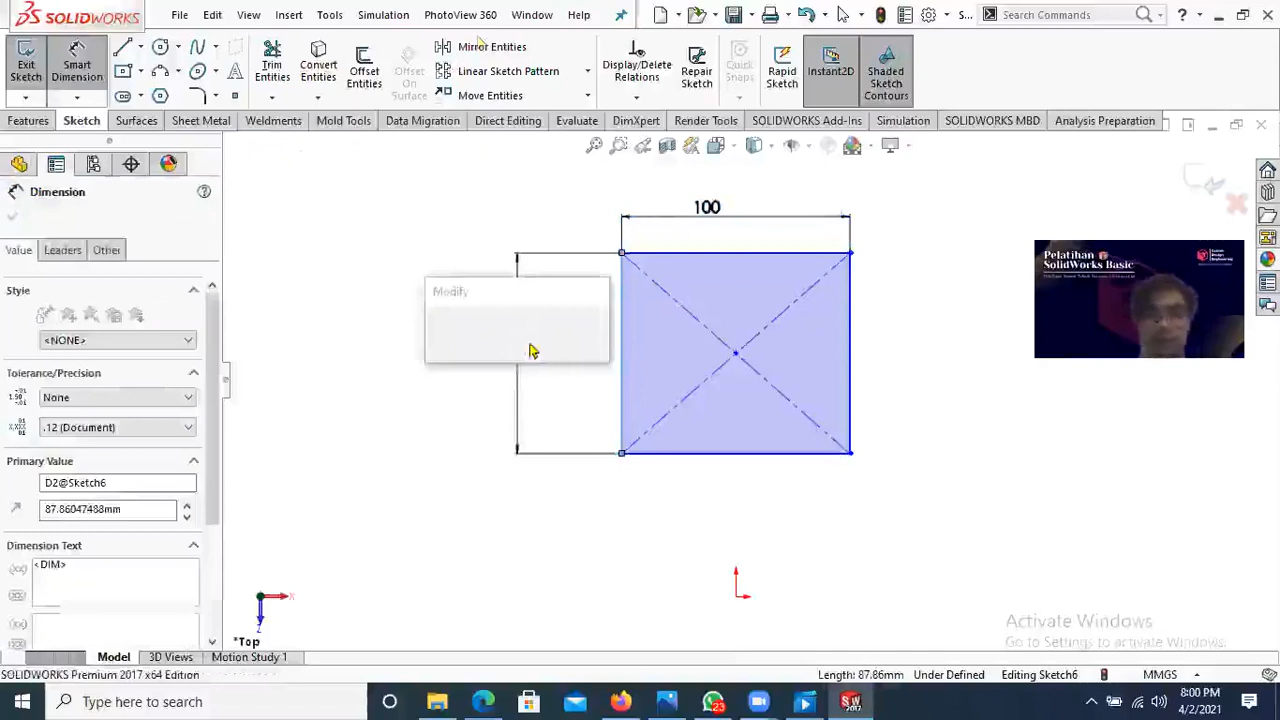 SOLIDWORKS
File Edit View Insert Tools Simulation PhotoView 360 Window Help
S...
Search Commands
Exit Sketch
Smart Dimension
Trim Entities
Convert Entities
Offset Entities
Offset On Surface
Mirror Entities
Linear Sketch Pattern
Move Entities
Display/Delete Relations
Repair Sketch
Quick Snaps
Rapid Sketch
Instant2D
Shaded Sketch Contours
Features Sketch Surfaces Sheet Metal Weldments Mold Tools Data Migration Direct Editing Evaluate DimXpert Render Tools SOLIDWORKS Add-Ins Simulation SOLIDWORKS MBD Analysis Preparation
Dimension
Value Leaders Other
Style
<NONE>
Tolerance/Precision
None
.12 (Document)
Primary Value
D2@Sketch6
87.86047488mm
Dimension Text
<DIM>
100
Modify
Pelatihan
SolidWorks Basic
X
Z
*Top
Activate Windows
Go to Settings to activate Windows.
Model 3D Views Motion Study 1
SOLIDWORKS Premium 2017 x64 Edition
Length: 87.86mm Under Defined Editing Sketch6 MMGS
Type here to search
23
SW
2017
8:00 PM
4/2/2021